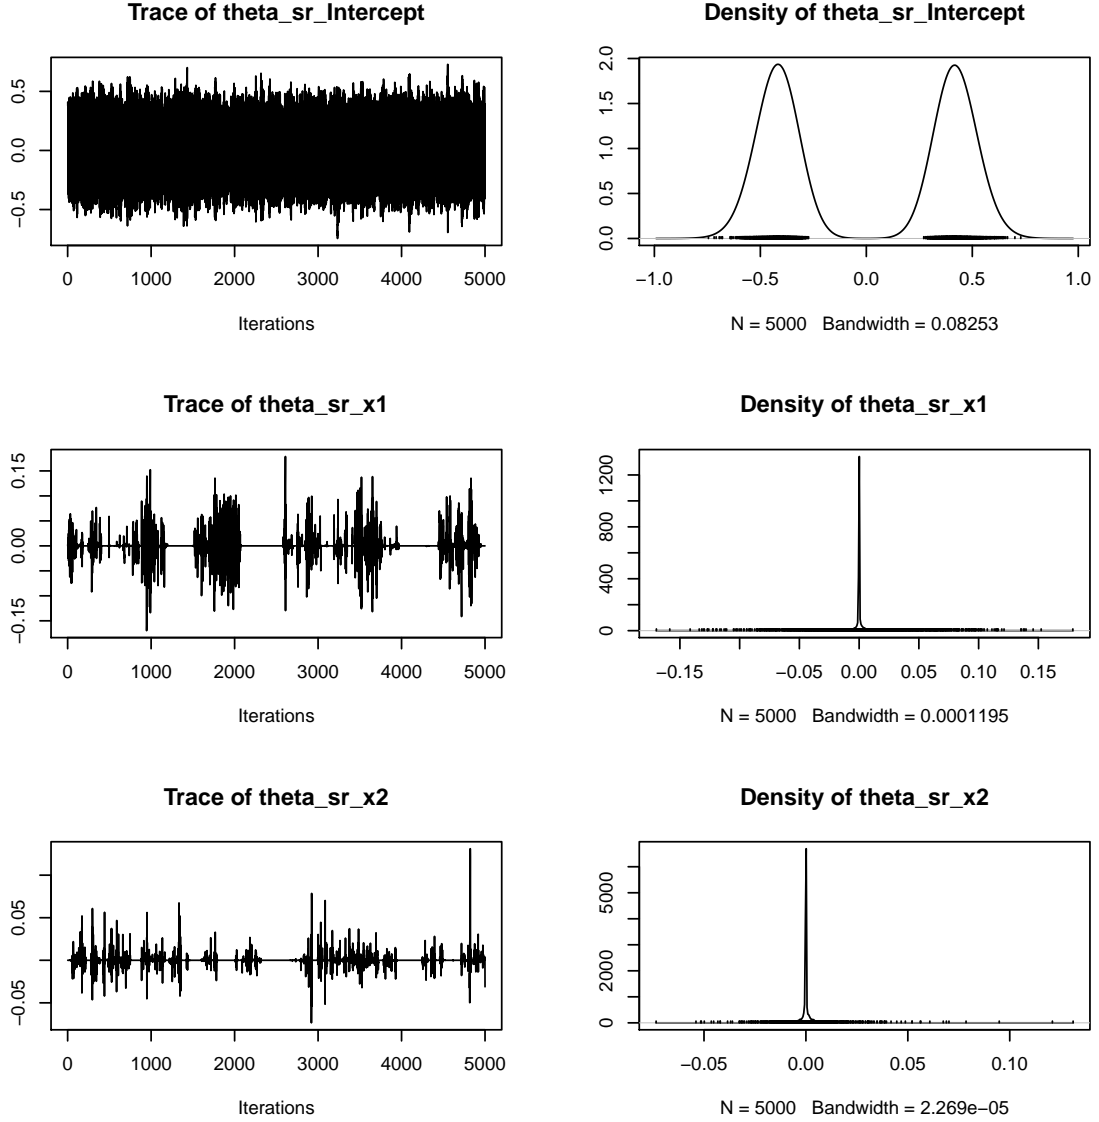 Trace of theta_sr_Intercept
0.5
0.0
−0.5
0 1000 2000 3000 4000 5000
Iterations
Density of theta_sr_Intercept
2.0
1.5
1.0
0.5
0.0
−1.0 −0.5 0.0 0.5 1.0
N = 5000 Bandwidth = 0.08253
Trace of theta_sr_x1
0.15
0.00
−0.15
0 1000 2000 3000 4000 5000
Iterations
Density of theta_sr_x1
1200
800
400
0
−0.15 −0.05 0.00 0.05 0.10 0.15
N = 5000 Bandwidth = 0.0001195
Trace of theta_sr_x2
0.05
−0.05
0 1000 2000 3000 4000 5000
Iterations
Density of theta_sr_x2
5000
2000
0
−0.05 0.00 0.05 0.10
N = 5000 Bandwidth = 2.269e−05